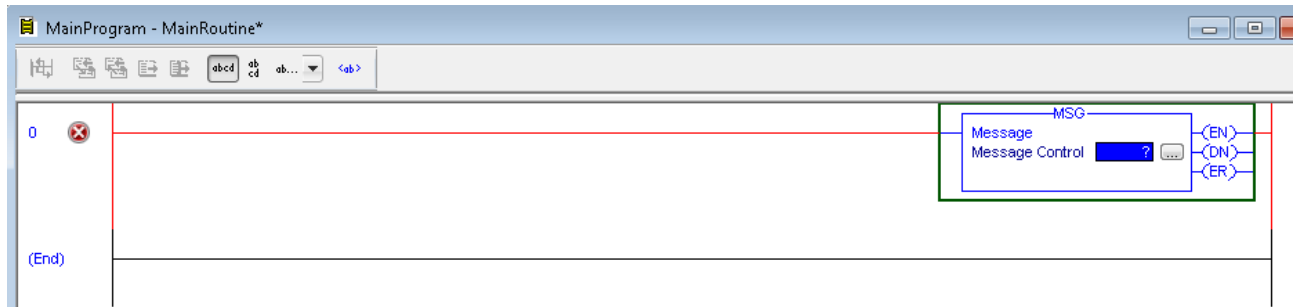 MainProgram - MainRoutine*
abcd ab cd ab... <ab>
0
MSG
Message
Message Control ? ...
(EN)
(DN)
(ER)
(End)